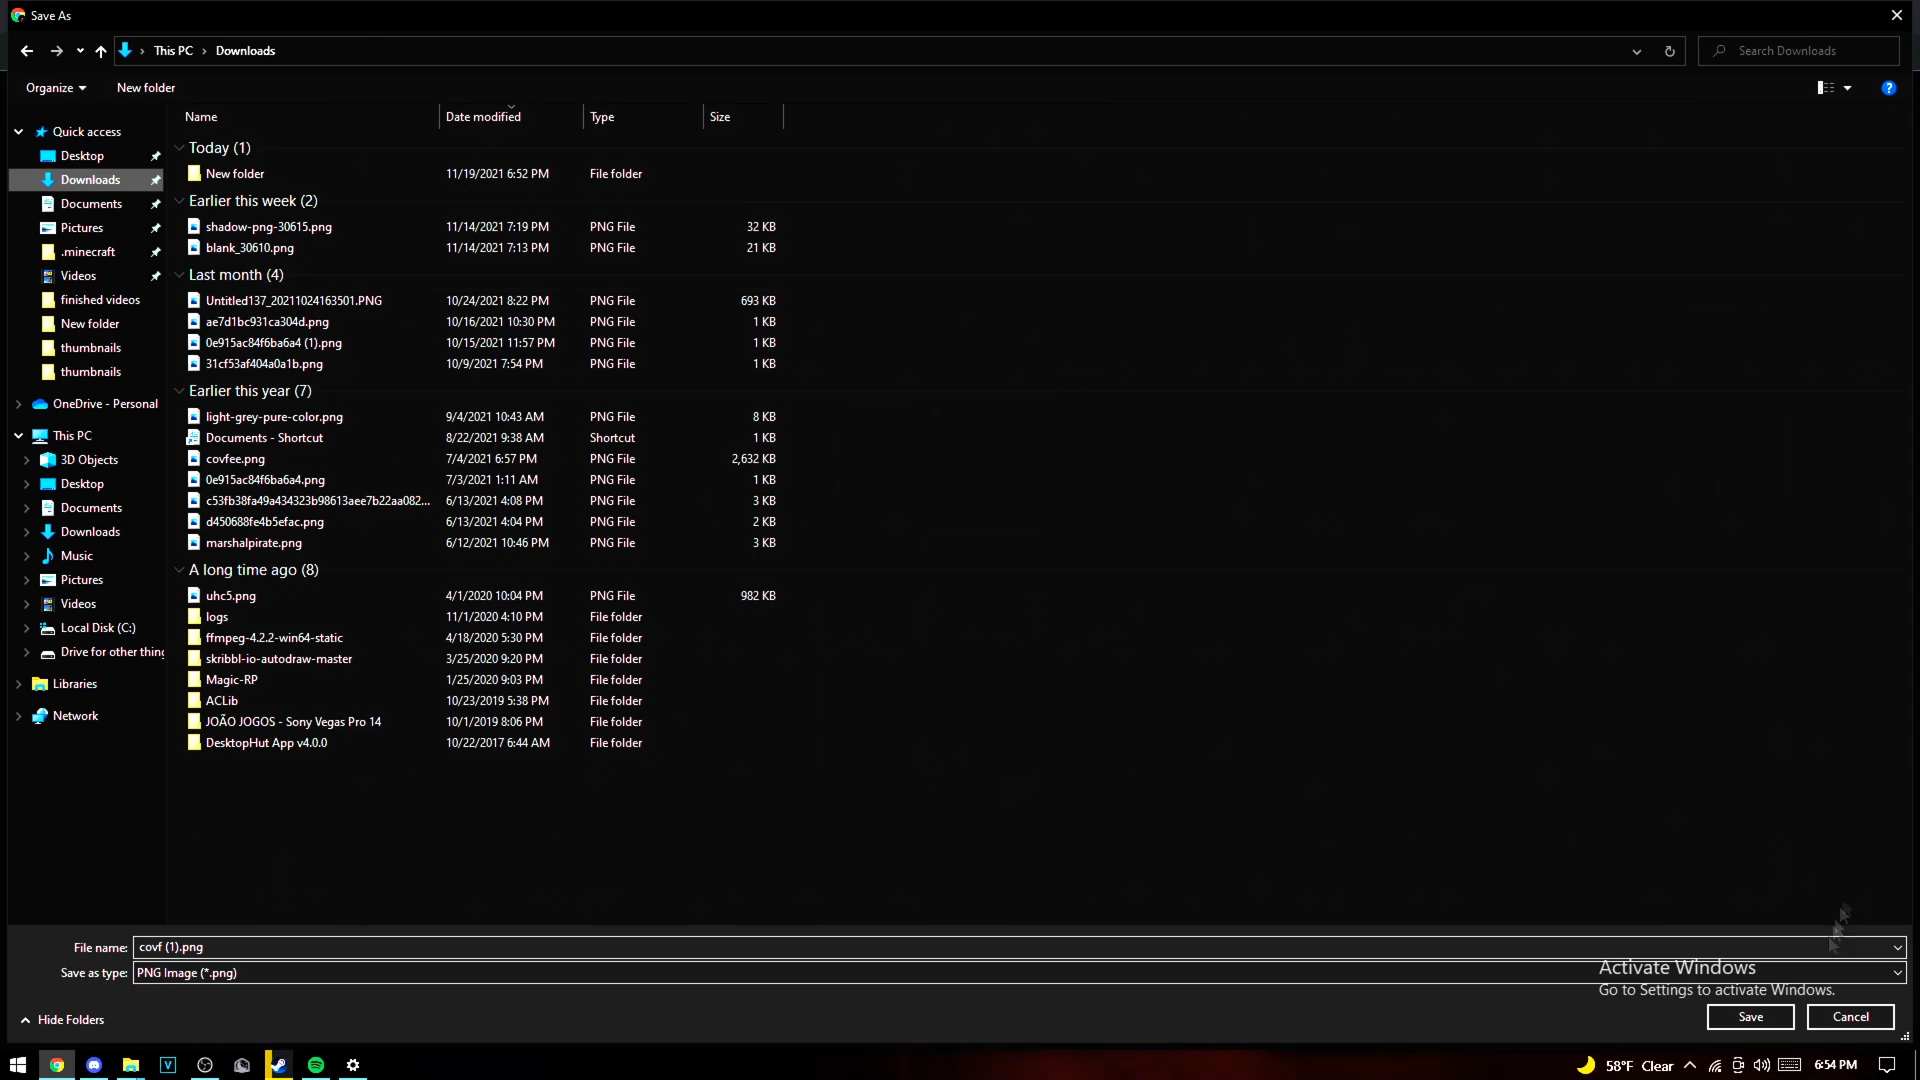 Save As
This PC > Downloads
Search Downloads
Organize
New folder
Name Date modified Type Size
Quick access
Desktop
Downloads
Documents
Pictures
.minecraft
Videos
finished videos
New folder
thumbnails
thumbnails
OneDrive - Personal
This PC
3D Objects
Desktop
Documents
Downloads
Music
Pictures
Videos
Local Disk (C:)
Drive for other thing
Libraries
Network
Today (1)
New folder 11/19/2021 6:52 PM File folder
Earlier this week (2)
shadow-png-30615.png 11/14/2021 7:19 PM PNG File 32 KB
blank_30610.png 11/14/2021 7:13 PM PNG File 21 KB
Last month (4)
Untitled137_20211024163501.PNG 10/24/2021 8:22 PM PNG File 693 KB
ae7d1bc931ca304d.png 10/16/2021 10:30 PM PNG File 1 KB
0e915ac84f6ba6a4 (1).png 10/15/2021 11:57 PM PNG File 1 KB
31cf53af404a0a1b.png 10/9/2021 7:54 PM PNG File 1 KB
Earlier this year (7)
light-grey-pure-color.png 9/4/2021 10:43 AM PNG File 8 KB
Documents - Shortcut 8/22/2021 9:38 AM Shortcut 1 KB
covfee.png 7/4/2021 6:57 PM PNG File 2,632 KB
0e915ac84f6ba6a4.png 7/3/2021 1:11 AM PNG File 1 KB
c53fb38fa49a434323b98613aee7b22aa082... 6/13/2021 4:08 PM PNG File 3 KB
d450688fe4b5efac.png 6/13/2021 4:04 PM PNG File 2 KB
marshalpirate.png 6/12/2021 10:46 PM PNG File 3 KB
A long time ago (8)
uhc5.png 4/1/2020 10:04 PM PNG File 982 KB
logs 11/1/2020 4:10 PM File folder
ffmpeg-4.2.2-win64-static 4/18/2020 5:30 PM File folder
skribbl-io-autodraw-master 3/25/2020 9:20 PM File folder
Magic-RP 1/25/2020 9:03 PM File folder
ACLib 10/23/2019 5:38 PM File folder
JOÃO JOGOS - Sony Vegas Pro 14 10/1/2019 8:06 PM File folder
DesktopHut App v4.0.0 10/22/2017 6:44 AM File folder
File name: covf (1).png
Save as type: PNG Image (*.png)
Activate Windows
Go to Settings to activate Windows.
Hide Folders
Save
Cancel
58°F Clear
6:54 PM